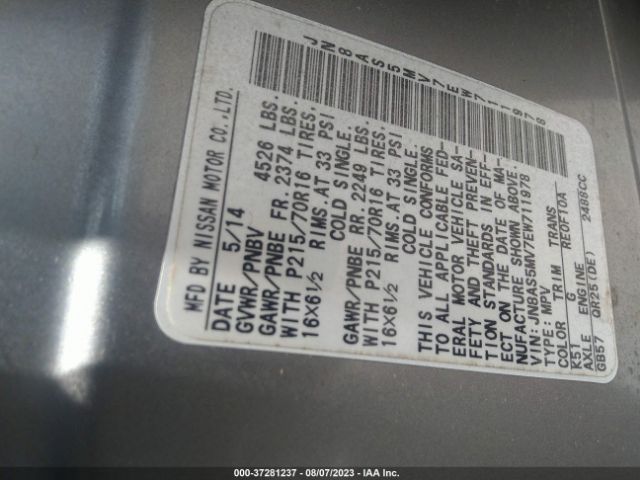 JN8AS5MV7EW711978
MFD BY NISSAN MOTOR CO.,LTD.
DATE 5/14
GVWR/PNBV 4526 LBS.
GAWR/PNBE FR. 2374 LBS.
WITH P215/70R16 TIRES.
16X6½ RIMS.AT 33 PSI
COLD SINGLE.
GAWR/PNBE RR. 2249 LBS.
WITH P215/70R16 TIRES.
16X6½ RIMS.AT 33 PSI
COLD SINGLE.
THIS VEHICLE CONFORMS
TO ALL APPLICABLE FED-
ERAL MOTOR VEHICLE SA-
FETY AND THEFT PREVEN-
TION STANDARDS IN EFF-
ECT ON THE DATE OF MA-
NUFACTURE SHOWN ABOVE.
VIN: JN8AS5MV7EW711978
TYPE: MPV
COLOR TRIM TRANS
K51 G RE0F10A
AXLE ENGINE
GB57 QR25(DE) 2488CC
000-37281237 - 08/07/2023 - IAA Inc.